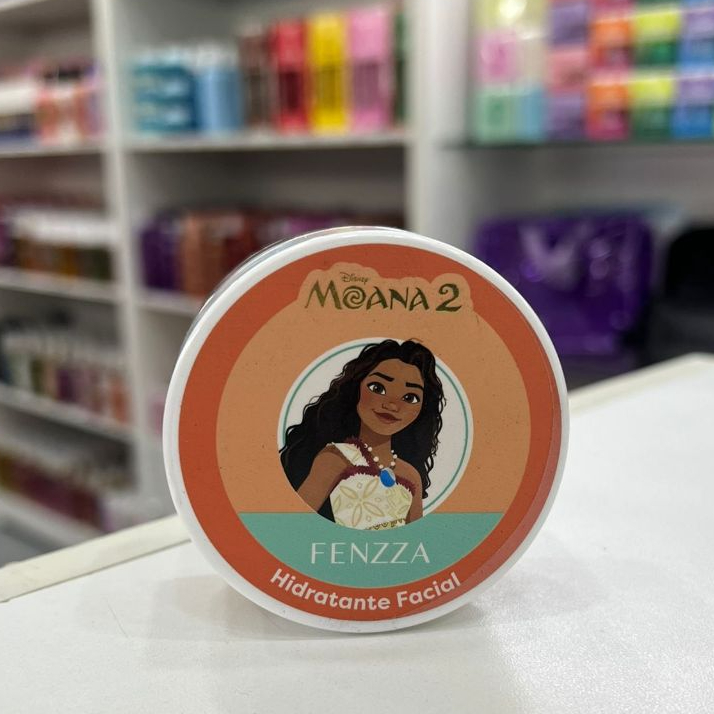 Disney
MOANA 2
FENZZA
Hidratante Facial